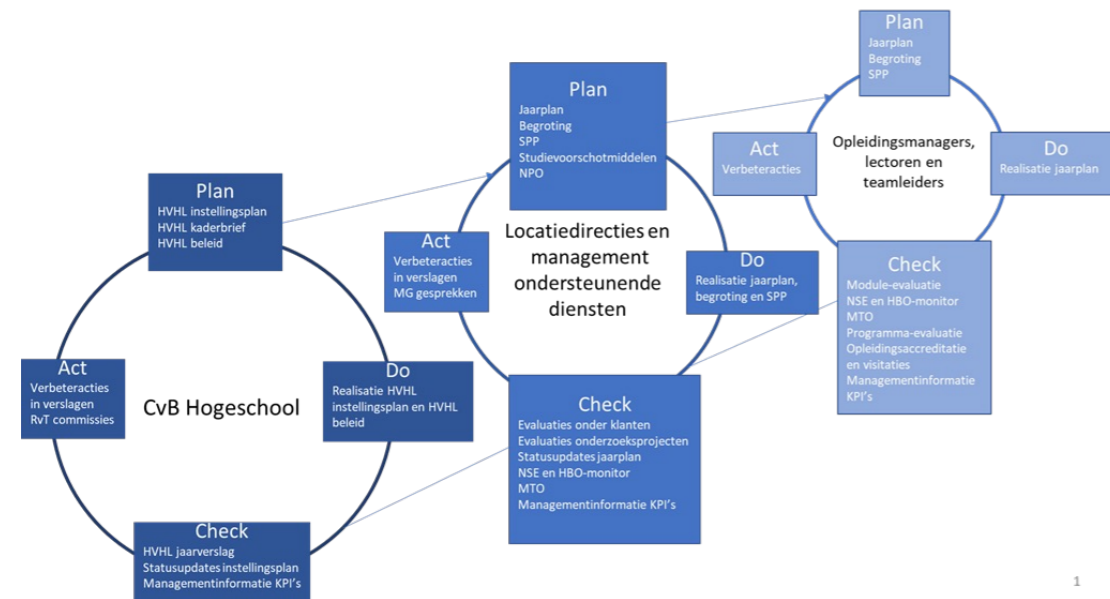 Plan
HVHL instellingsplan
HVHL kaderbrief
HVHL beleid
Act
Verbeteracties
in verslagen
RvT commissies
CvB Hogeschool
Do
Realisatie HVHL
instellingsplan en HVHL
beleid
Check
HVHL jaarverslag
Statusupdates instellingsplan
Managementinformatie KPI's
Plan
Jaarplan
Begroting
SPP
Studievoorschotmiddelen
NPO
Act
Verbeteracties
in verslagen
MG gesprekken
Locatiedirecties en
management
ondersteunende
diensten
Do
Realisatie jaarplan,
begroting en SPP
Check
Evaluaties onder klanten
Evaluaties onderzoeksprojecten
Statusupdates jaarplan
NSE en HBO-monitor
MTO
Managementinformatie KPI's
Plan
Jaarplan
Begroting
SPP
Act
Verbeteracties
Opleidingsmanagers,
lectoren en
teamleiders
Do
Realisatie jaarplan
Check
Module-evaluatie
NSE en HBO-monitor
MTO
Programma-evaluatie
Opleidingsaccreditatie
en visitaties
Managementinformatie
KPI's
1